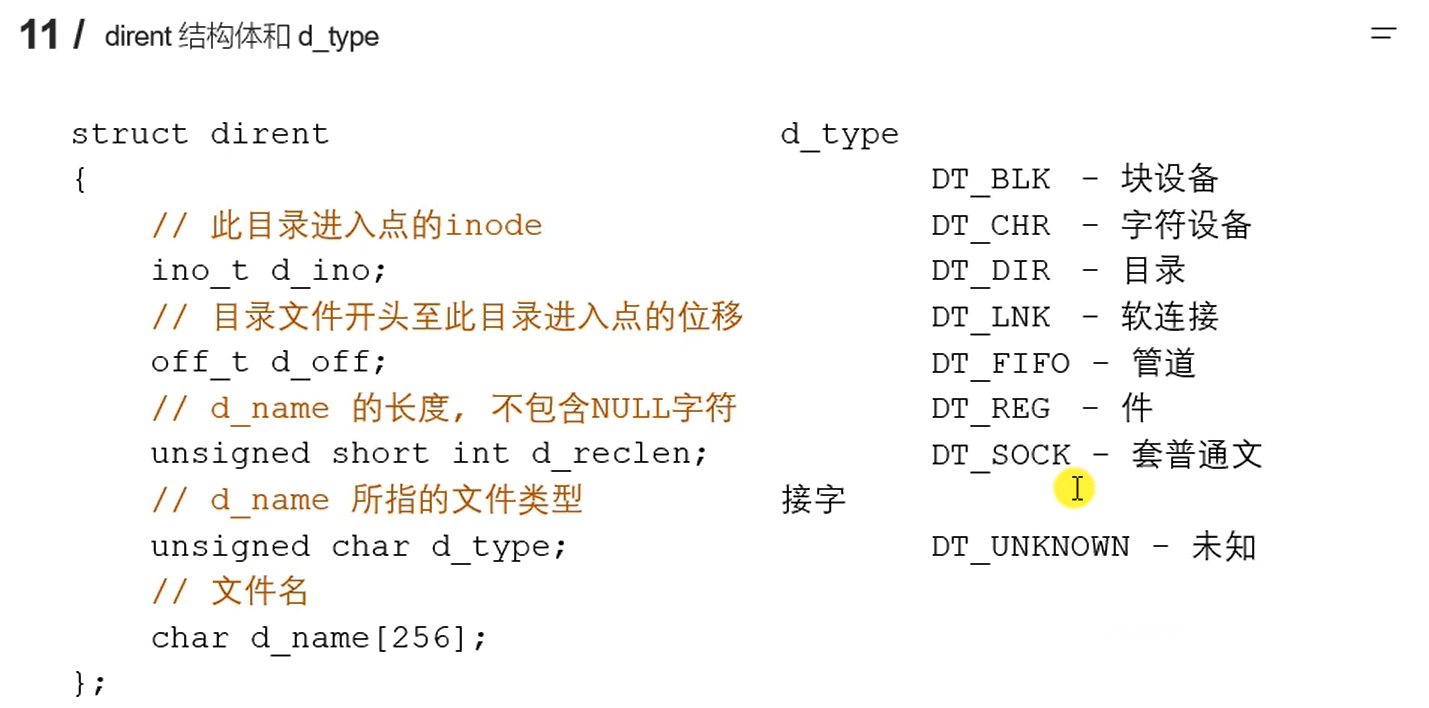 11 / dirent 结构体和 d_type
struct dirent
{
// 此目录进入点的inode
ino_t d_ino;
// 目录文件开头至此目录进入点的位移
off_t d_off;
// d_name 的长度, 不包含NULL字符
unsigned short int d_reclen;
// d_name 所指的文件类型
unsigned char d_type;
// 文件名
char d_name[256];
};
d_type
DT_BLK - 块设备
DT_CHR - 字符设备
DT_DIR - 目录
DT_LNK - 软连接
DT_FIFO - 管道
DT_REG - 件
DT_SOCK - 套普通文
接字
DT_UNKNOWN - 未知